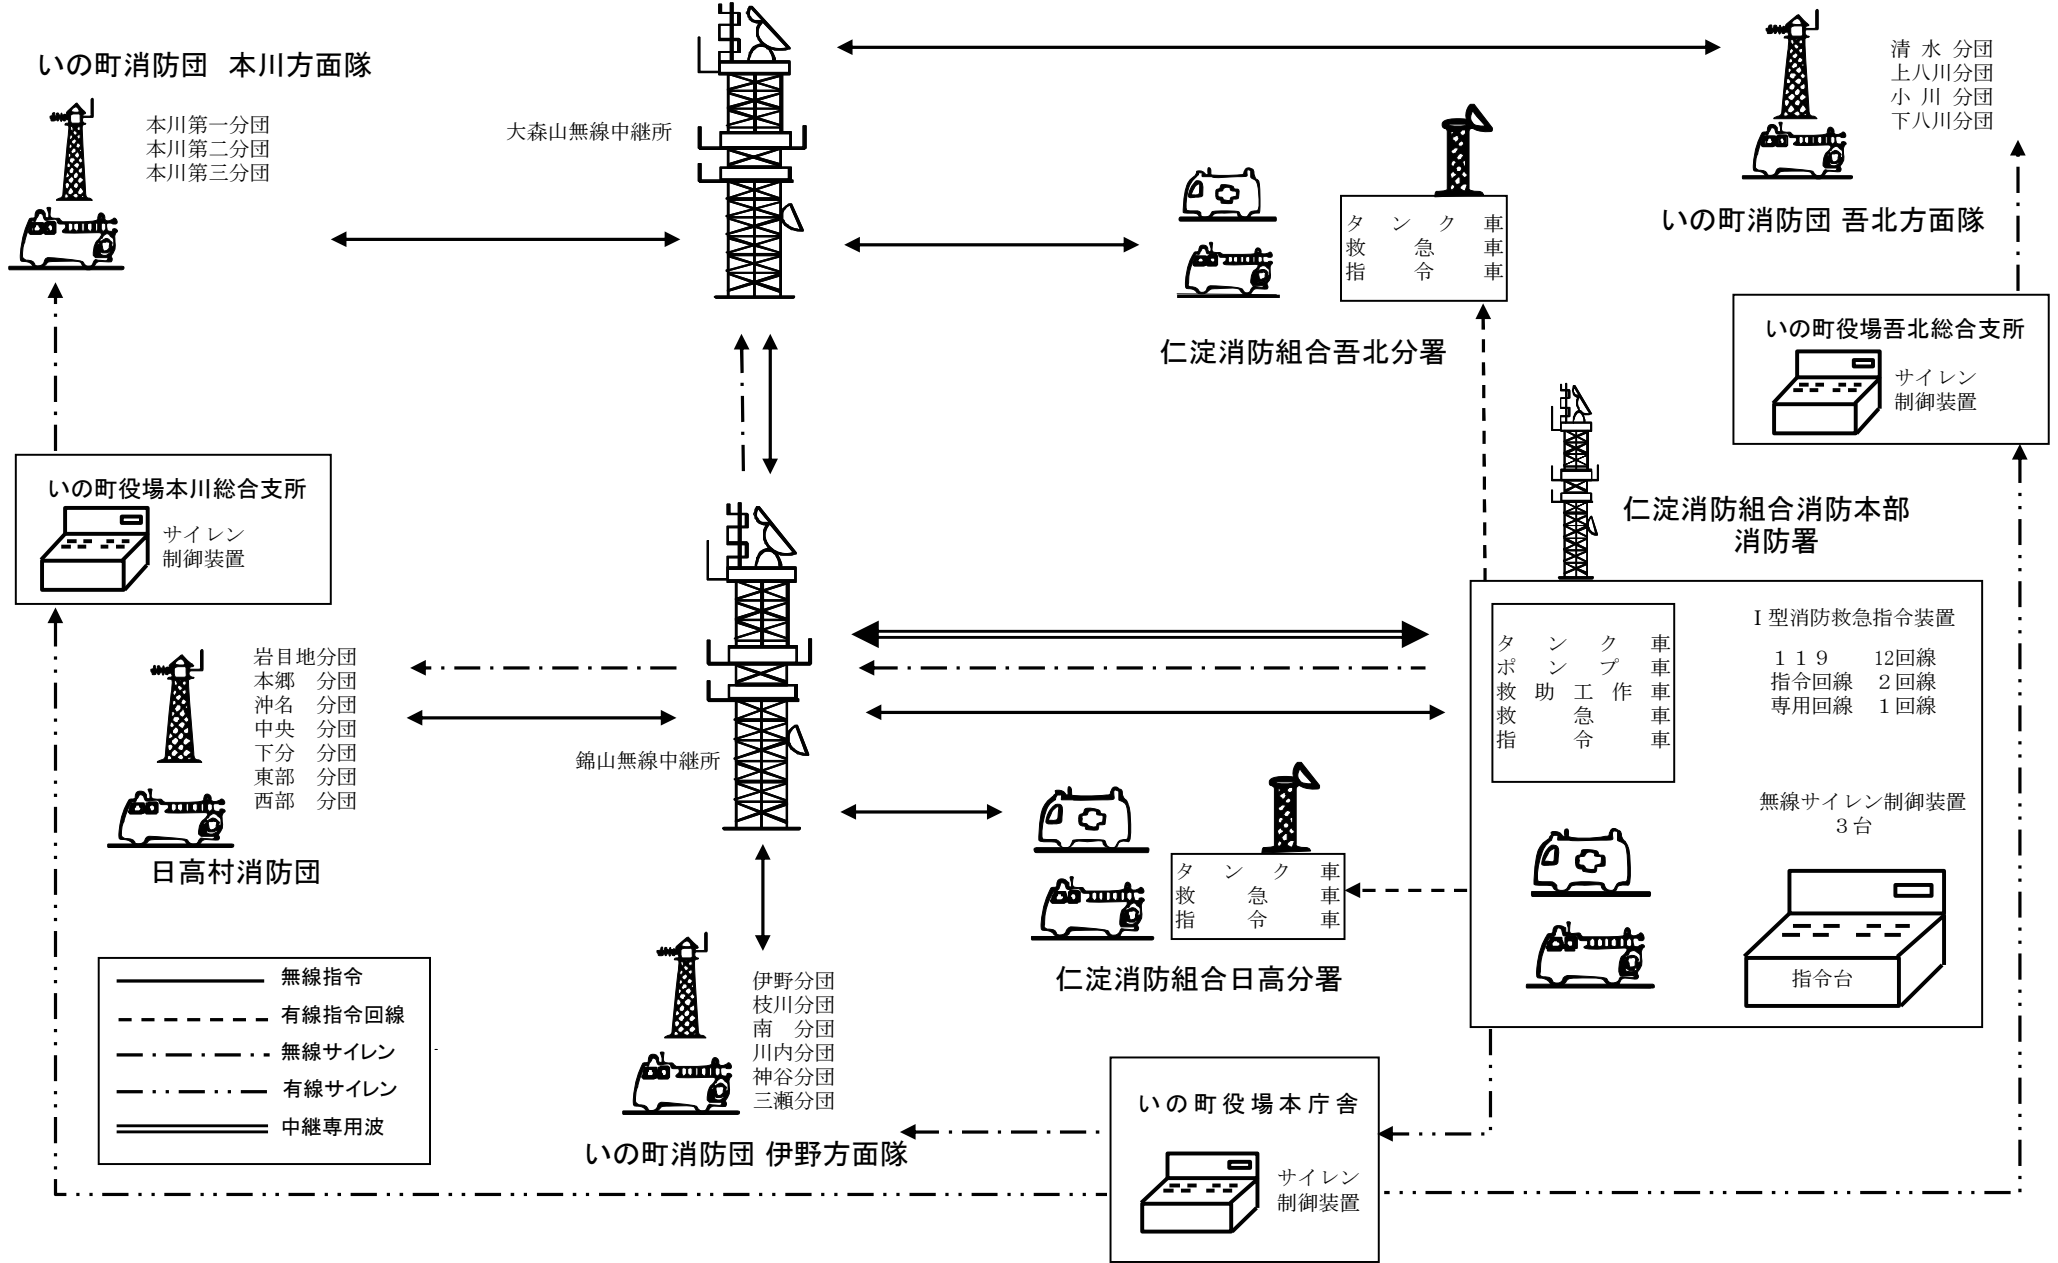 いの町消防団 本川方面隊
本川第一分団
本川第二分団
本川第三分団
大森山無線中継所
清水 分団
上八川分団
小川 分団
下八川分団
いの町消防団 吾北方面隊
タンク車
救急車
指令車
仁淀消防組合吾北分署
いの町役場吾北総合支所
サイレン
制御装置
いの町役場本川総合支所
サイレン
制御装置
仁淀消防組合消防本部
消防署
タンク車
ポンプ車
救助工作車
救急車
指令車
Ⅰ型消防救急指令装置
119 12回線
指令回線 2回線
専用回線 1回線
無線サイレン制御装置
3台
指令台
岩目地分団
本郷 分団
沖名 分団
中央 分団
下分 分団
東部 分団
西部 分団
日高村消防団
錦山無線中継所
タンク車
救急車
指令車
仁淀消防組合日高分署
無線指令
有線指令回線
無線サイレン
有線サイレン
中継専用波
伊野分団
枝川分団
南 分団
川内分団
神谷分団
三瀬分団
いの町消防団 伊野方面隊
いの町役場本庁舎
サイレン
制御装置